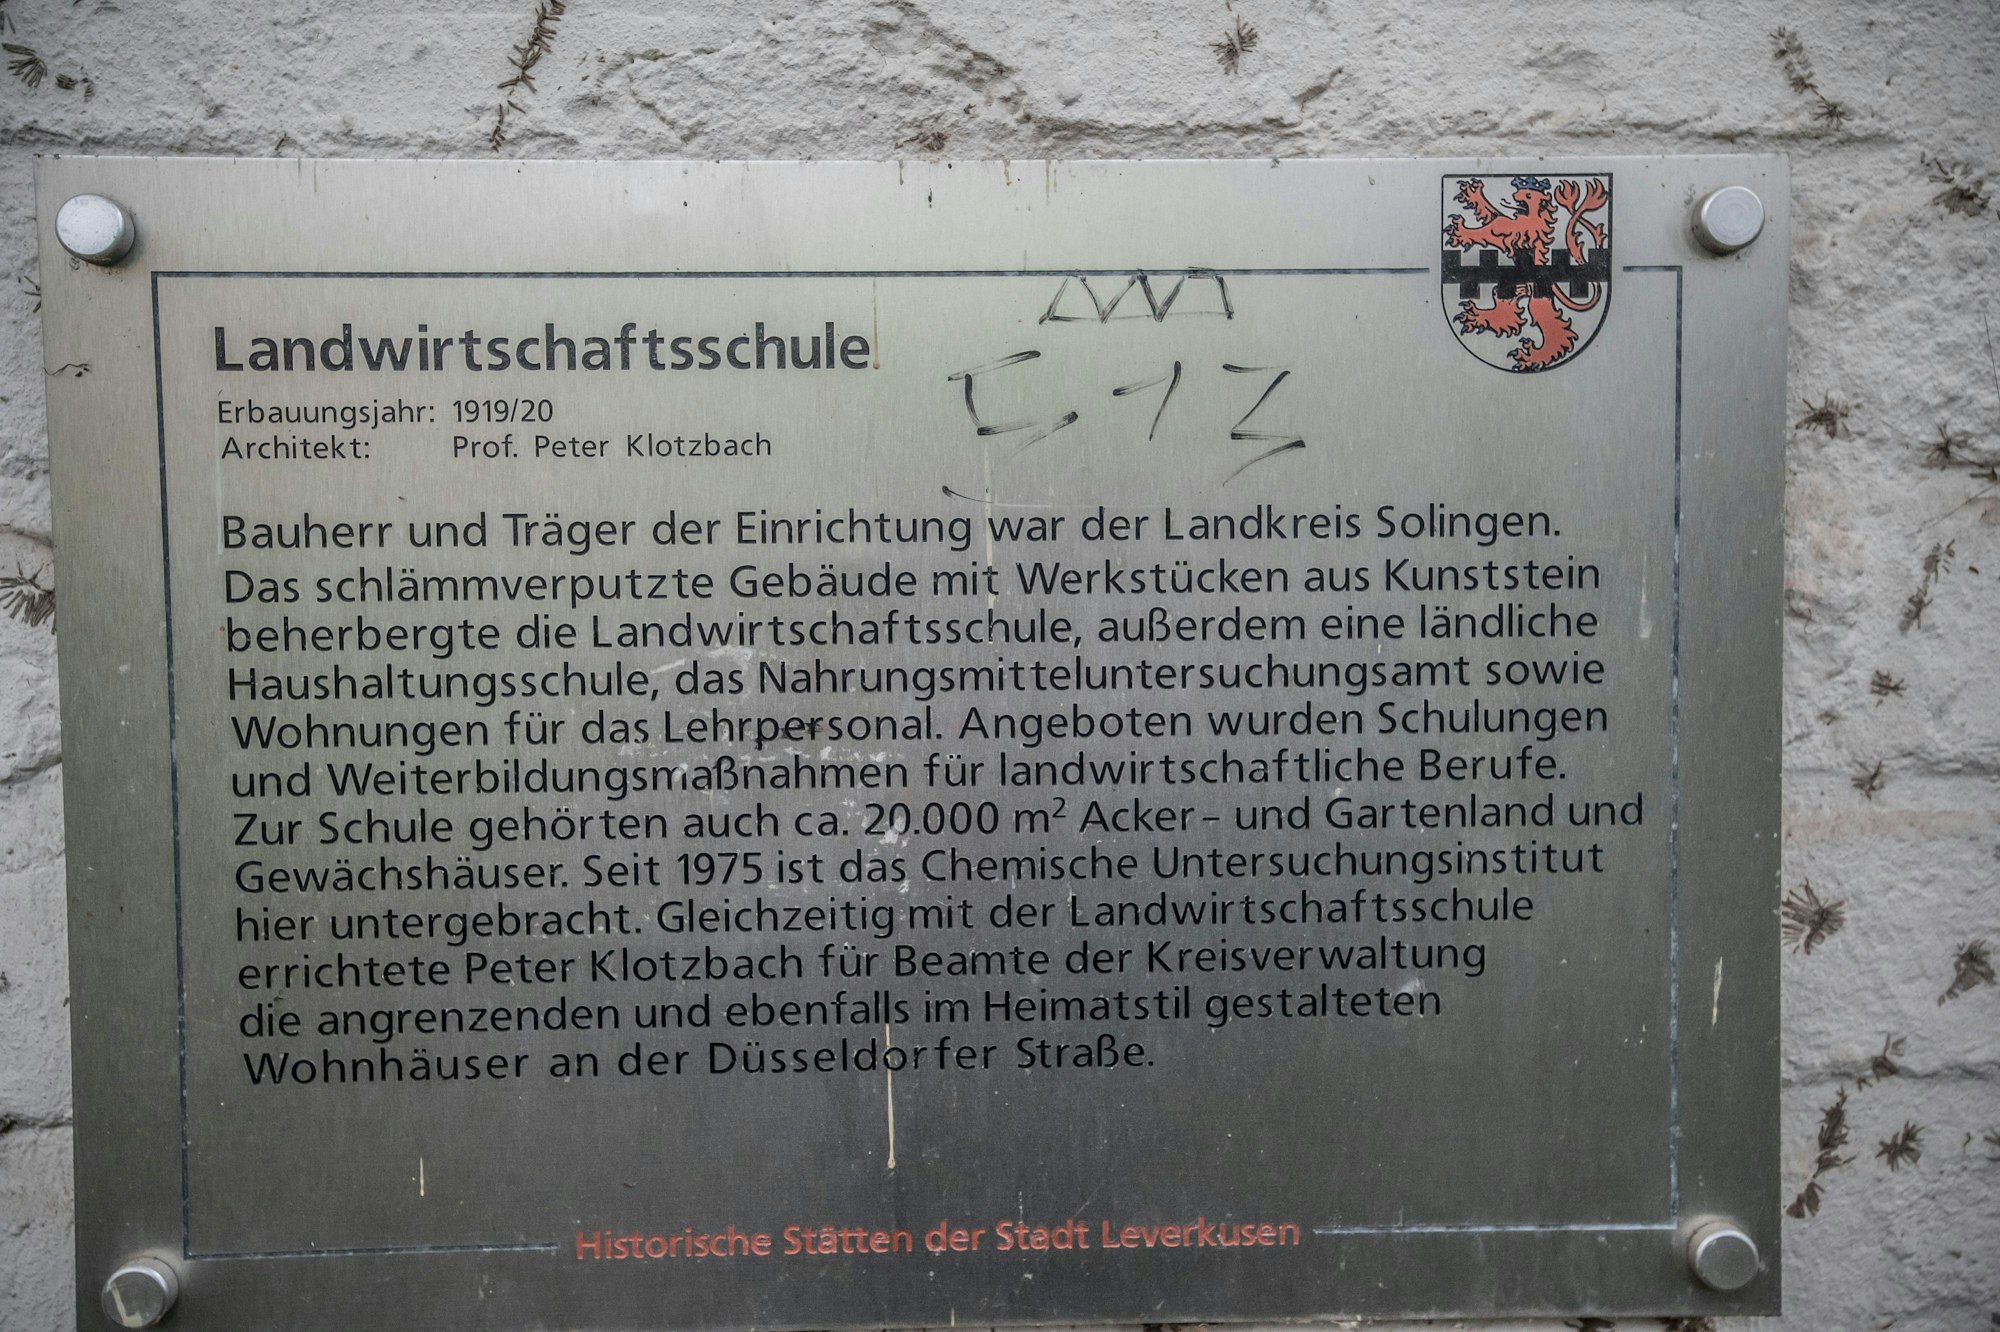 Landwirtschaftsschule
Erbauungsjahr: 1919/20
Architekt: Prof. Peter Klotzbach
Bauherr und Träger der Einrichtung war der Landkreis Solingen.
Das schlämmverputzte Gebäude mit Werkstücken aus Kunststein
beherbergte die Landwirtschaftsschule, außerdem eine ländliche
Haushaltungsschule, das Nahrungsmitteluntersuchungsamt sowie
Wohnungen für das Lehrpersonal. Angeboten wurden Schulungen
und Weiterbildungsmaßnahmen für landwirtschaftliche Berufe.
Zur Schule gehörten auch ca. 20.000 m² Acker- und Gartenland und
Gewächshäuser. Seit 1975 ist das Chemische Untersuchungsinstitut
hier untergebracht. Gleichzeitig mit der Landwirtschaftsschule
errichtete Peter Klotzbach für Beamte der Kreisverwaltung
die angrenzenden und ebenfalls im Heimatstil gestalteten
Wohnhäuser an der Düsseldorfer Straße.
Historische Stätten der Stadt Leverkusen